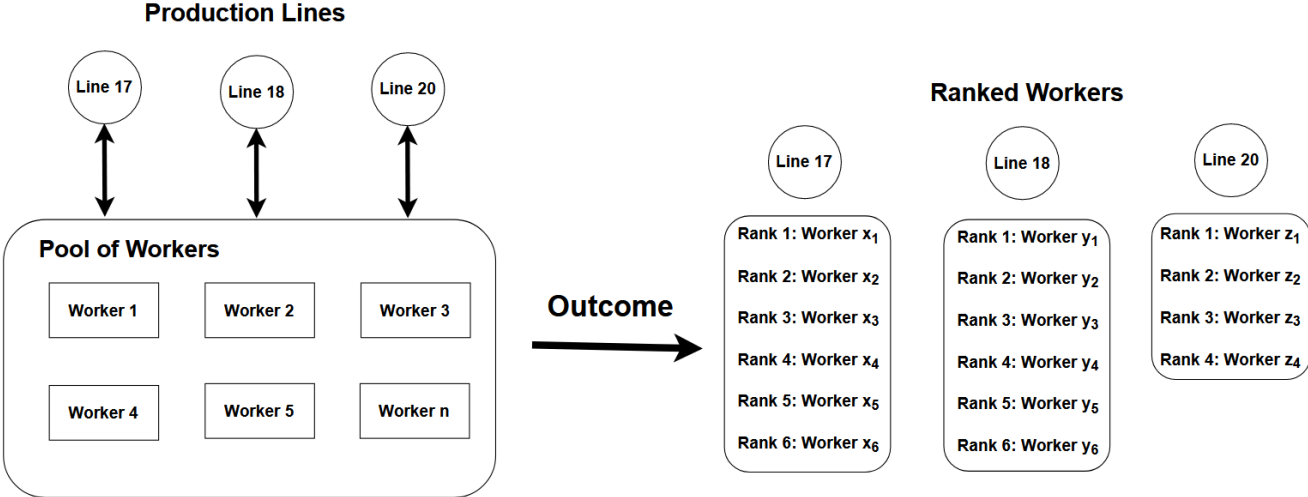 Production Lines
Line 17
Line 18
Line 20
Pool of Workers
Worker 1
Worker 2
Worker 3
Worker 4
Worker 5
Worker n
Outcome
Ranked Workers
Line 17
Line 18
Line 20
Rank 1: Worker x₁
Rank 2: Worker x₂
Rank 3: Worker x₃
Rank 4: Worker x₄
Rank 5: Worker x₅
Rank 6: Worker x₆
Rank 1: Worker y₁
Rank 2: Worker y₂
Rank 3: Worker y₃
Rank 4: Worker y₄
Rank 5: Worker y₅
Rank 6: Worker y₆
Rank 1: Worker z₁
Rank 2: Worker z₂
Rank 3: Worker z₃
Rank 4: Worker z₄